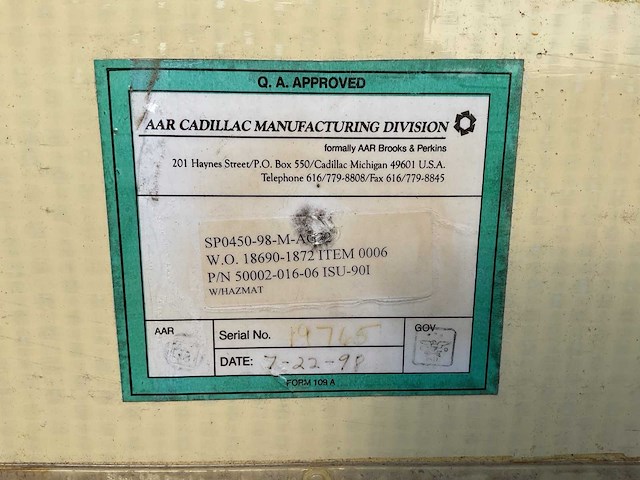 Q. A. APPROVED
AAR CADILLAC MANUFACTURING DIVISION
formally AAR Brooks & Perkins
201 Haynes Street/P.O. Box 550/Cadillac Michigan 49601 U.S.A.
Telephone 616/779-8808/Fax 616/779-8845
SP0450-98-M-
W.O. 18690-1872 ITEM 0006
P/N 50002-016-06 ISU-90I
W/HAZMAT
AAR
Serial No. 19765
GOV
DATE: 7-22-98
FORM 109 A